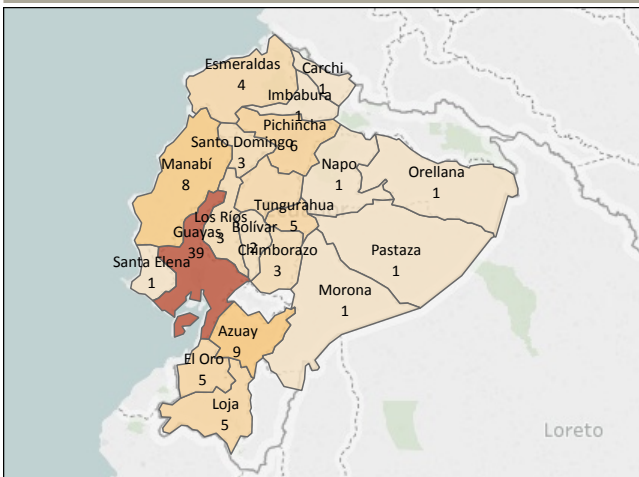 Esmeraldas
4
Carchi
1
Imbabura
1
Pichincha
6
Santo Domingo
3
Manabí
8
Napo
1
Orellana
1
Tungurahua
5
Los Ríos
3
Bolívar
2
Guayas
39
Chimborazo
3
Pastaza
1
Santa Elena
1
Morona
1
Azuay
9
El Oro
5
Loja
5
Loreto